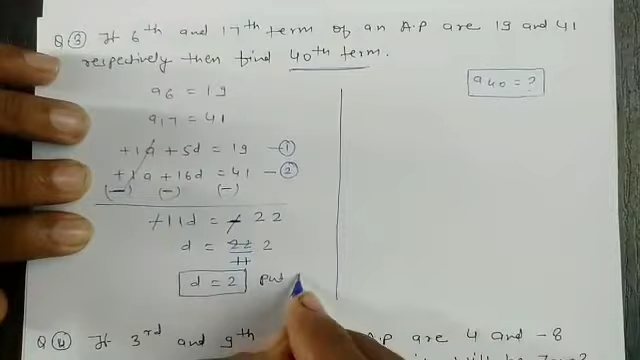 Q ③ If 6th and 17th term of an A.P are 19 and 41
respectively then find 40th term.
a40 = ?
a6 = 19
a17 = 41
+1a + 5d = 19 — ①
+1a + 16d = 41 — ②
(—) (—) (—)
+11d = + 22
d = 22/11 2
d = 2 put
Q ④ If 3rd and 9th A.P are 4 and -8